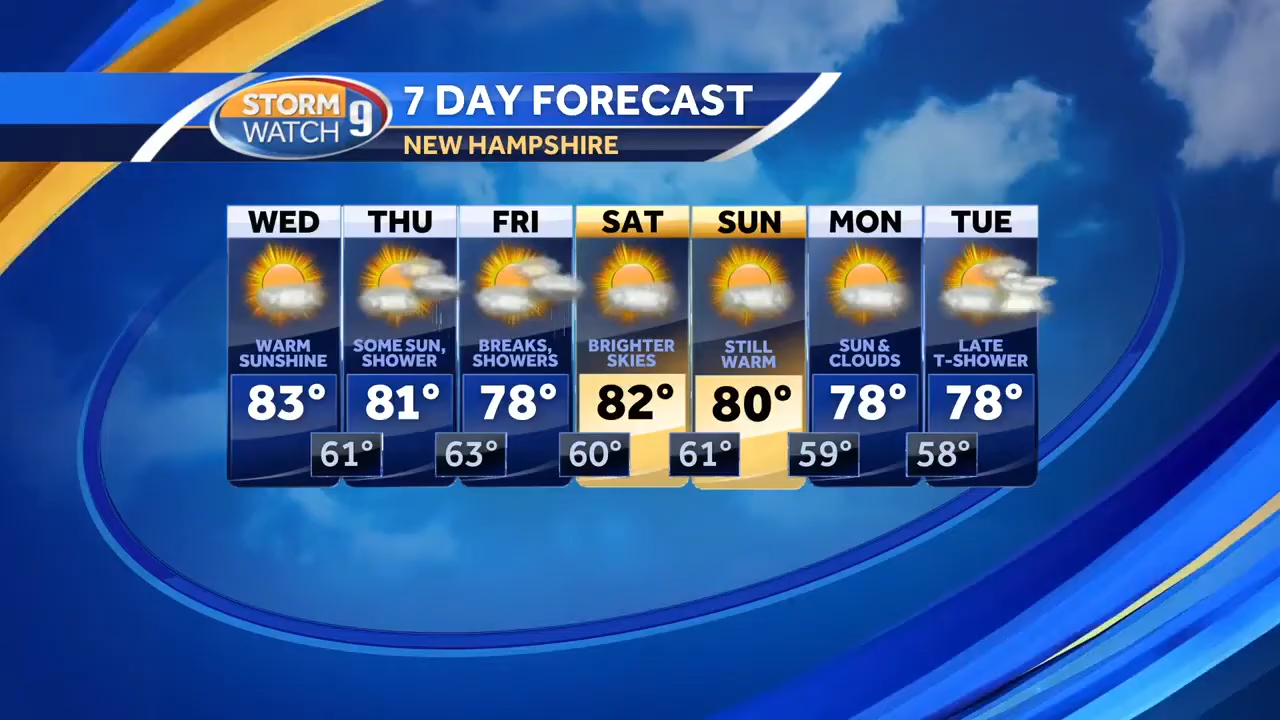 STORM
WATCH 9
7 DAY FORECAST
NEW HAMPSHIRE
WED THU FRI SAT SUN MON TUE
WARM SUNSHINE
SOME SUN, SHOWER
BREAKS, SHOWERS
BRIGHTER SKIES
STILL WARM
SUN & CLOUDS
LATE T-SHOWER
83° 81° 78° 82° 80° 78° 78°
61° 63° 60° 61° 59° 58°